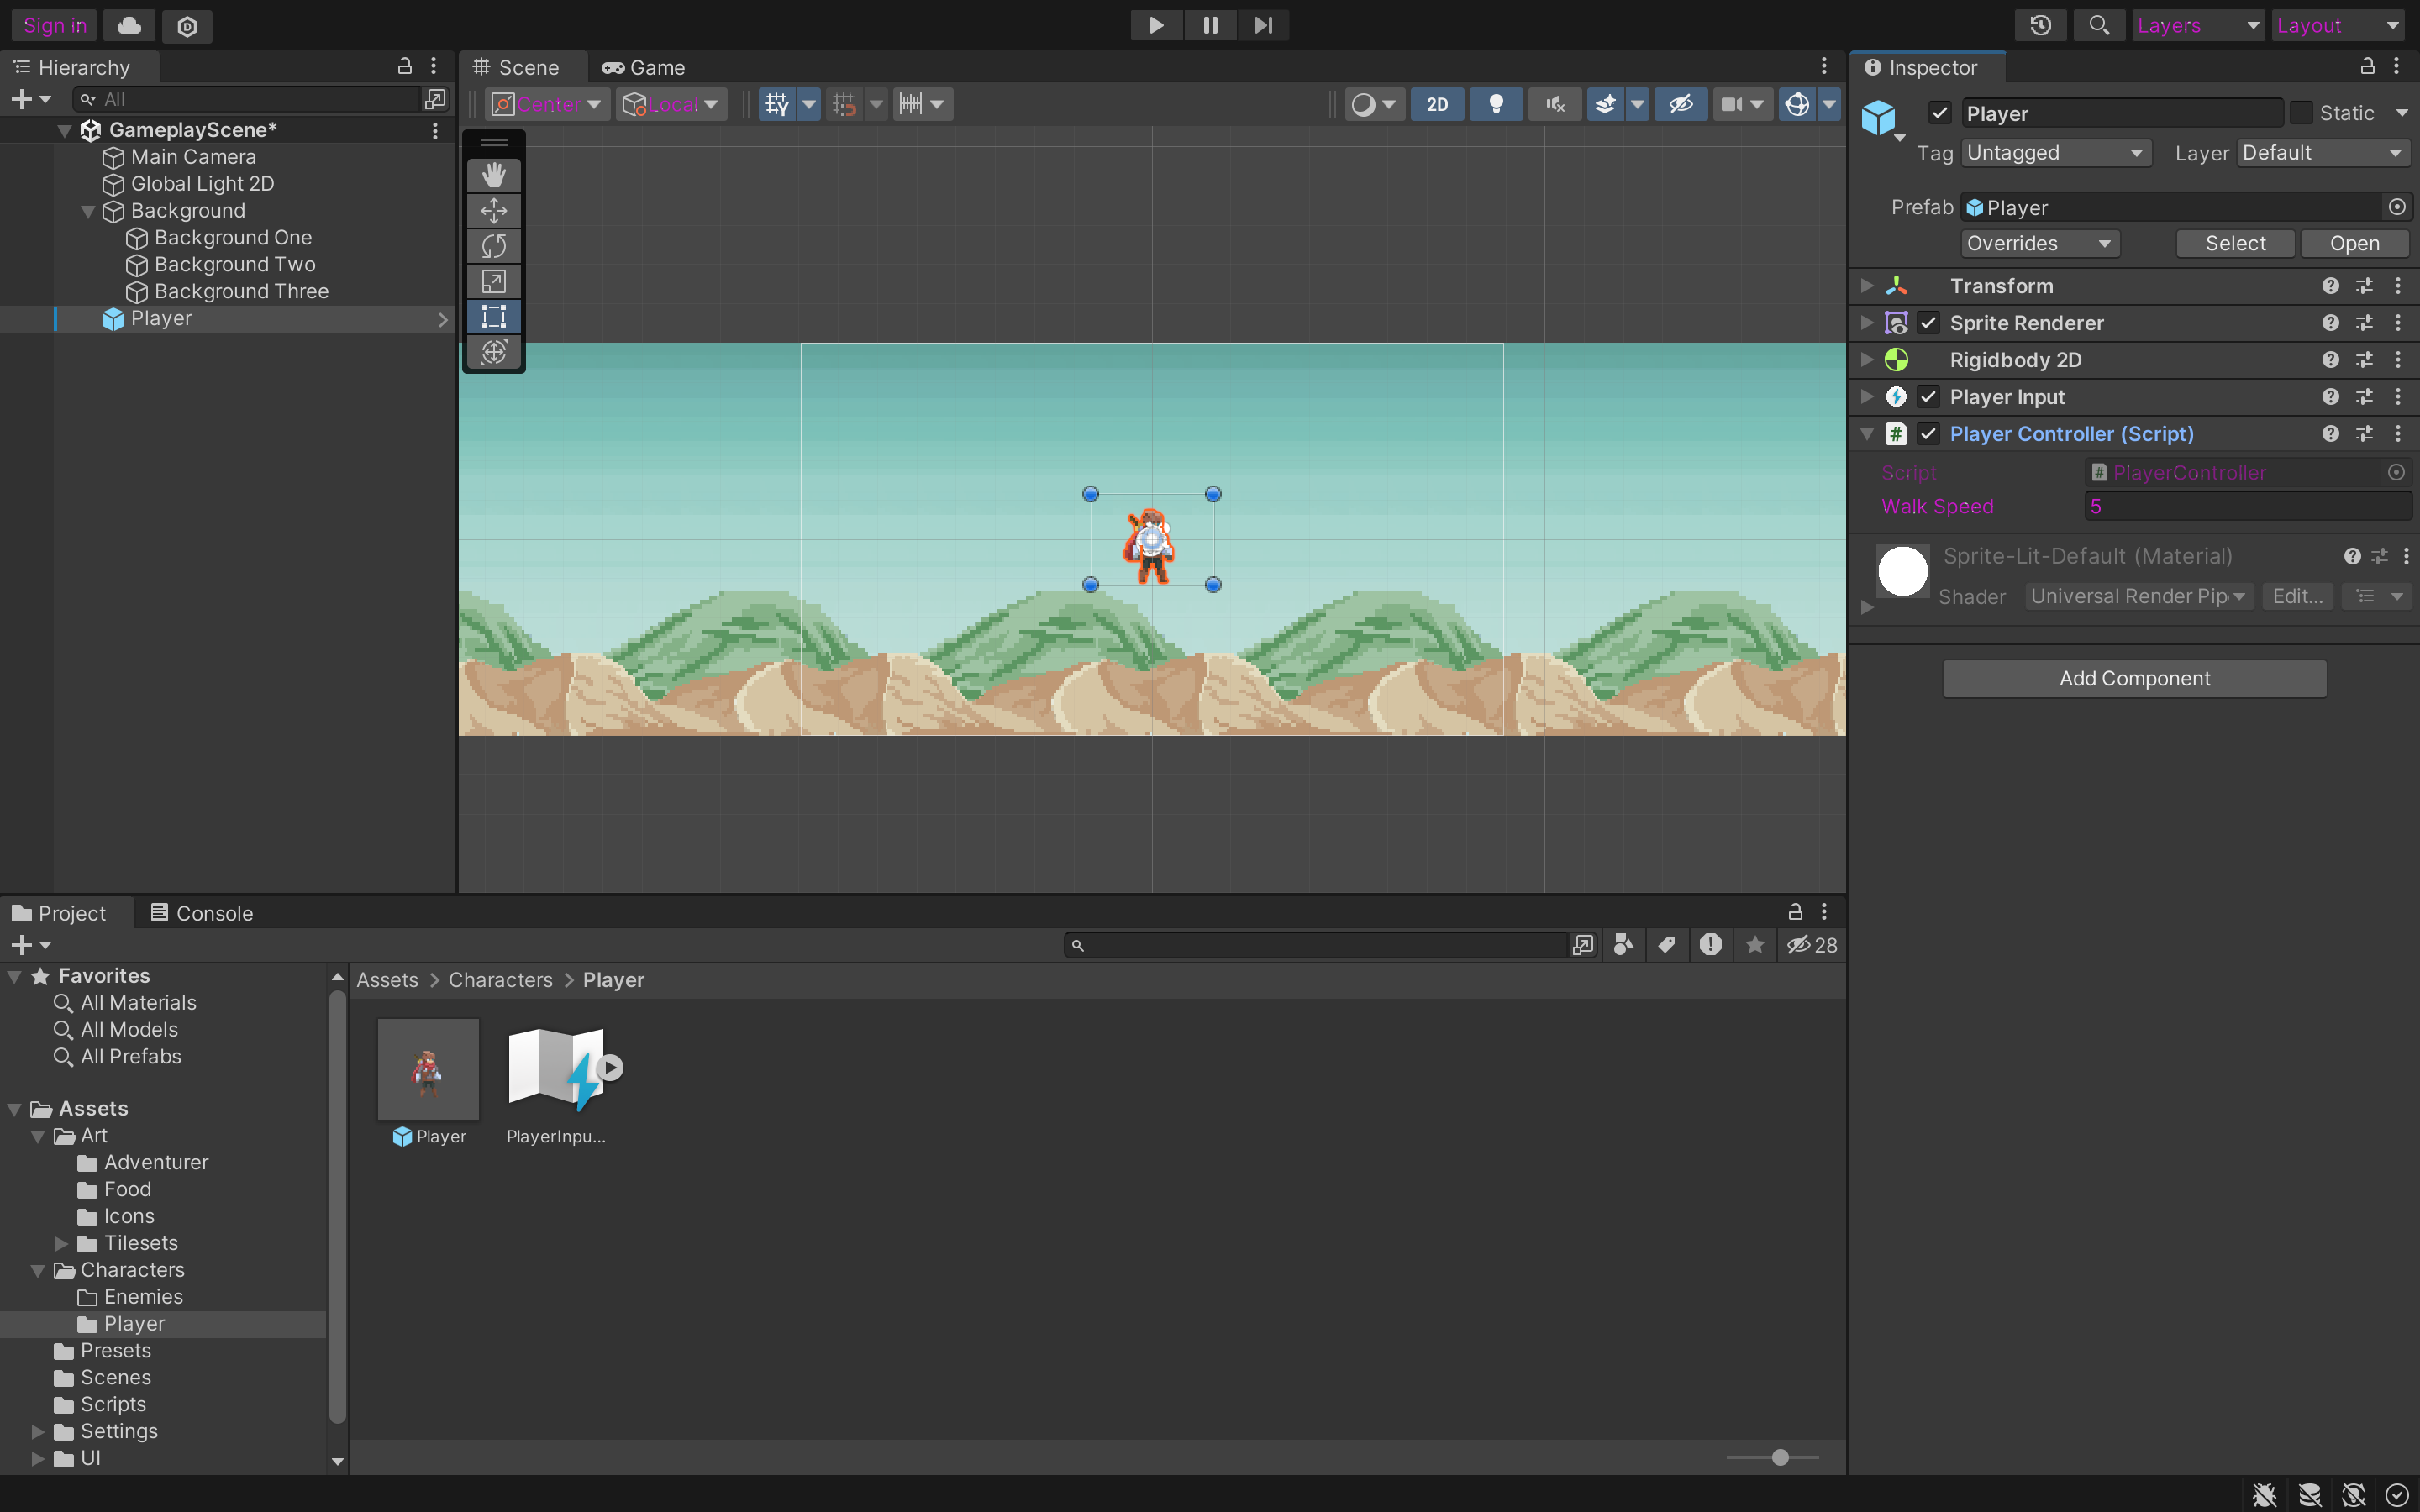 Sign in
Layers
Layout
Hierarchy
All
GameplayScene*
Main Camera
Global Light 2D
Background
Background One
Background Two
Background Three
Player
Scene
Game
Center
Local
2D
Inspector
Player
Static
Tag
Untagged
Layer
Default
Prefab
Player
Overrides
Select
Open
Transform
Sprite Renderer
Rigidbody 2D
Player Input
Player Controller (Script)
Script
PlayerController
Walk Speed
5
Sprite-Lit-Default (Material)
Shader
Universal Render Pip
Edit...
Add Component
Project
Console
28
Favorites
All Materials
All Models
All Prefabs
Assets
Art
Adventurer
Food
Icons
Tilesets
Characters
Enemies
Player
Presets
Scenes
Scripts
Settings
UI
Assets > Characters > Player
Player
PlayerInpu...